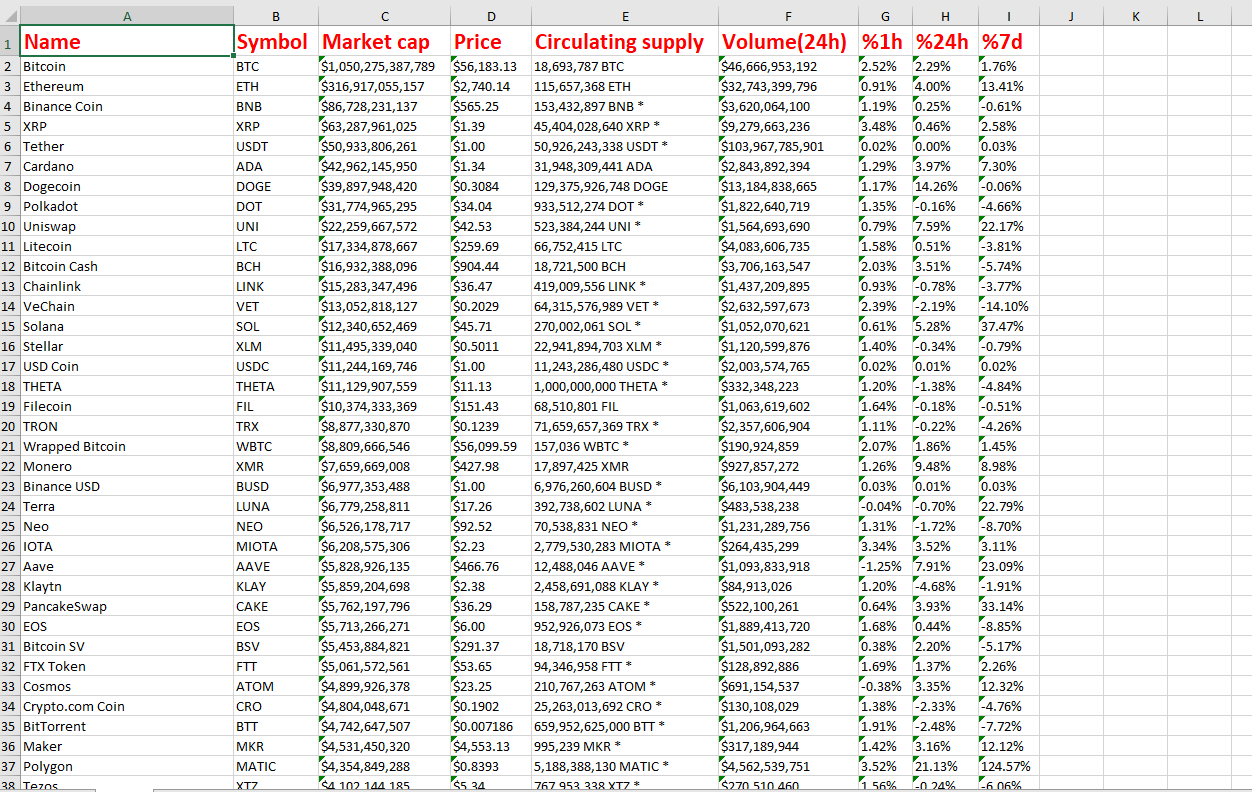 A B C D E F G H I J K L
1 Name Symbol Market cap Price Circulating supply Volume(24h) %1h %24h %7d
2 Bitcoin BTC $1,050,275,387,789 $56,183.13 18,693,787 BTC $46,666,953,192 2.52% 2.29% 1.76%
3 Ethereum ETH $316,917,055,157 $2,740.14 115,657,368 ETH $32,743,399,796 0.91% 4.00% 13.41%
4 Binance Coin BNB $86,728,231,137 $565.25 153,432,897 BNB * $3,620,064,100 1.19% 0.25% -0.61%
5 XRP XRP $63,287,961,025 $1.39 45,404,028,640 XRP * $9,279,663,236 3.48% 0.46% 2.58%
6 Tether USDT $50,933,806,261 $1.00 50,926,243,338 USDT * $103,967,785,901 0.02% 0.00% 0.03%
7 Cardano ADA $42,962,145,950 $1.34 31,948,309,441 ADA $2,843,892,394 1.29% 3.97% 7.30%
8 Dogecoin DOGE $39,897,948,420 $0.3084 129,375,926,748 DOGE $13,184,838,665 1.17% 14.26% -0.06%
9 Polkadot DOT $31,774,965,295 $34.04 933,512,274 DOT * $1,822,640,719 1.35% -0.16% -4.66%
10 Uniswap UNI $22,259,667,572 $42.53 523,384,244 UNI * $1,564,693,690 0.79% 7.59% 22.17%
11 Litecoin LTC $17,334,878,667 $259.69 66,752,415 LTC $4,083,606,735 1.58% 0.51% -3.81%
12 Bitcoin Cash BCH $16,932,388,096 $904.44 18,721,500 BCH $3,706,163,547 2.03% 3.51% -5.74%
13 Chainlink LINK $15,283,347,496 $36.47 419,009,556 LINK * $1,437,209,895 0.93% -0.78% -3.77%
14 VeChain VET $13,052,818,127 $0.2029 64,315,576,989 VET * $2,632,597,673 2.39% -2.19% -14.10%
15 Solana SOL $12,340,652,469 $45.71 270,002,061 SOL * $1,052,070,621 0.61% 5.28% 37.47%
16 Stellar XLM $11,495,339,040 $0.5011 22,941,894,703 XLM * $1,120,599,876 1.40% -0.34% -0.79%
17 USD Coin USDC $11,244,169,746 $1.00 11,243,286,480 USDC * $2,003,574,765 0.02% 0.01% 0.02%
18 THETA THETA $11,129,907,559 $11.13 1,000,000,000 THETA * $332,348,223 1.20% -1.38% -4.84%
19 Filecoin FIL $10,374,333,369 $151.43 68,510,801 FIL $1,063,619,602 1.64% -0.18% -0.51%
20 TRON TRX $8,877,330,870 $0.1239 71,659,657,369 TRX * $2,357,606,904 1.11% -0.22% -4.26%
21 Wrapped Bitcoin WBTC $8,809,666,546 $56,099.59 157,036 WBTC * $190,924,859 2.07% 1.86% 1.45%
22 Monero XMR $7,659,669,008 $427.98 17,897,425 XMR $927,857,272 1.26% 9.48% 8.98%
23 Binance USD BUSD $6,977,353,488 $1.00 6,976,260,604 BUSD * $6,103,904,449 0.03% 0.01% 0.03%
24 Terra LUNA $6,779,258,811 $17.26 392,738,602 LUNA * $483,538,238 -0.04% -0.70% 22.79%
25 Neo NEO $6,526,178,717 $92.52 70,538,831 NEO * $1,231,289,756 1.31% -1.72% -8.70%
26 IOTA MIOTA $6,208,575,306 $2.23 2,779,530,283 MIOTA * $264,435,299 3.34% 3.52% 3.11%
27 Aave AAVE $5,828,926,135 $466.76 12,488,046 AAVE * $1,093,833,918 -1.25% 7.91% 23.09%
28 Klaytn KLAY $5,859,204,698 $2.38 2,458,691,088 KLAY * $84,913,026 1.20% -4.68% -1.91%
29 PancakeSwap CAKE $5,762,197,796 $36.29 158,787,235 CAKE * $522,100,261 0.64% 3.93% 33.14%
30 EOS EOS $5,713,266,271 $6.00 952,926,073 EOS * $1,889,413,720 1.68% 0.44% -8.85%
31 Bitcoin SV BSV $5,453,884,821 $291.37 18,718,170 BSV $1,501,093,282 0.38% 2.20% -5.17%
32 FTX Token FTT $5,061,572,561 $53.65 94,346,958 FTT * $128,892,886 1.69% 1.37% 2.26%
33 Cosmos ATOM $4,899,926,378 $23.25 210,767,263 ATOM * $691,154,537 -0.38% 3.35% 12.32%
34 Crypto.com Coin CRO $4,804,048,671 $0.1902 25,263,013,692 CRO * $130,108,029 1.38% -2.33% -4.76%
35 BitTorrent BTT $4,742,647,507 $0.007186 659,952,625,000 BTT * $1,206,964,663 1.91% -2.48% -7.72%
36 Maker MKR $4,531,450,320 $4,553.13 995,239 MKR * $317,189,944 1.42% 3.16% 12.12%
37 Polygon MATIC $4,354,849,288 $0.8393 5,188,388,130 MATIC * $4,562,539,751 3.52% 21.13% 124.57%
38 Tezos XTZ $4,102,144,185 $5.34 767,953,338 XTZ * $270,510,460 1.56% -0.24% -6.06%